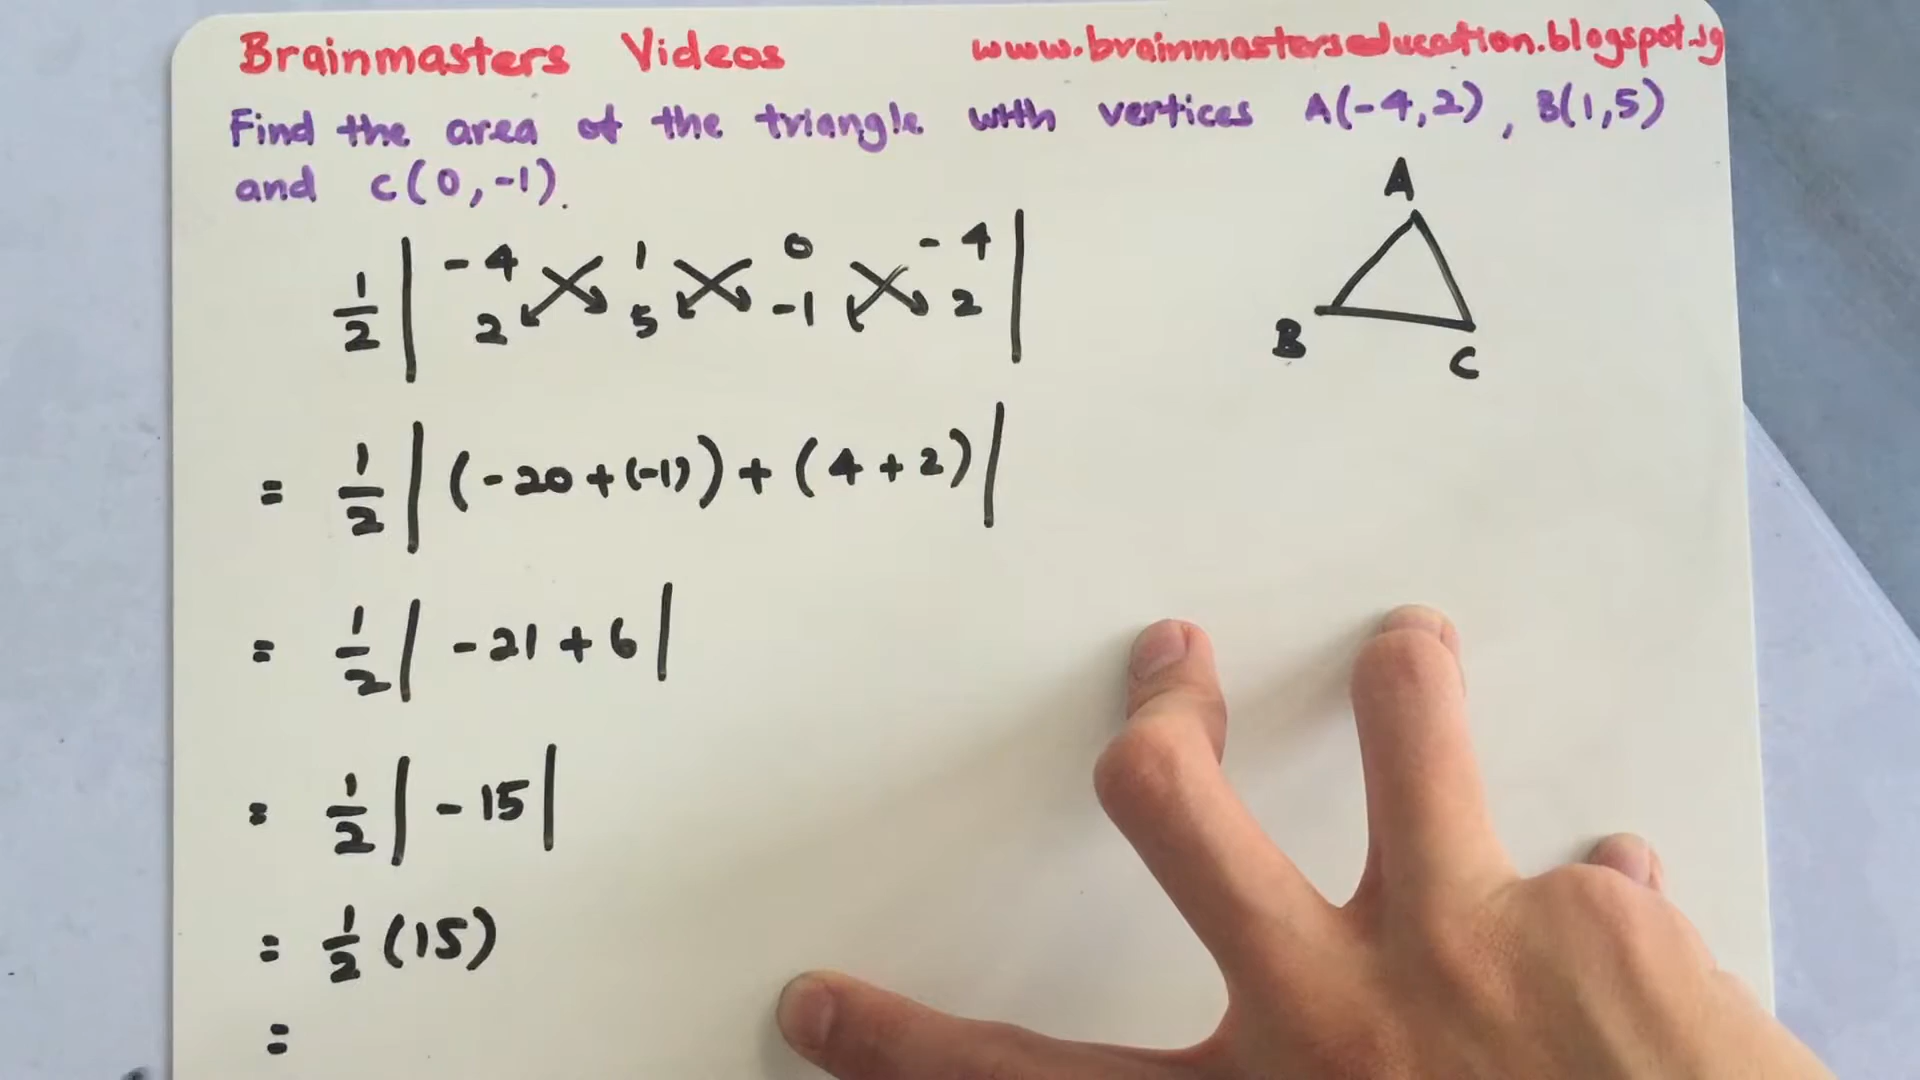 Brainmasters Videos www.brainmasterseducation.blogspot.sg
Find the area of the triangle with vertices A(-4,2), B(1,5)
and C(0,-1).
A
B
C
1/2 | -4 1 0 -4 |
2 5 -1 2
= 1/2 | (-20 + (-1)) + (4 + 2) |
= 1/2 | -21 + 6 |
= 1/2 | -15 |
= 1/2 (15)
=